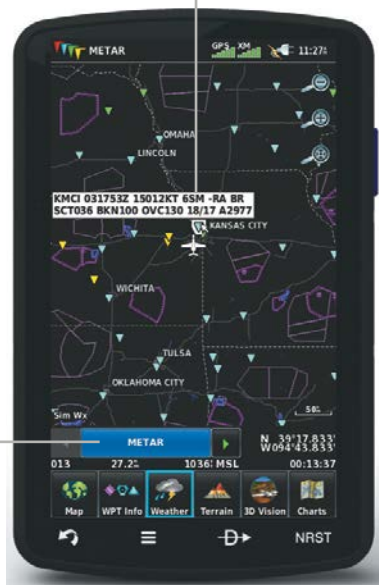 METAR GPS XM 11:27
OMAHA
LINCOLN
KMCI 031753Z 15012KT 6SM -RA BR
SCT036 BKN100 OVC130 18/17 A2977
KANSAS CITY
WICHITA
TULSA
OKLAHOMA CITY
Sim Wx 50
METAR
N 39°17.833'
W094°43.833'
013 27.2 1036 MSL 00:13:37
Map WPT Info Weather Terrain 3D Vision Charts
NRST